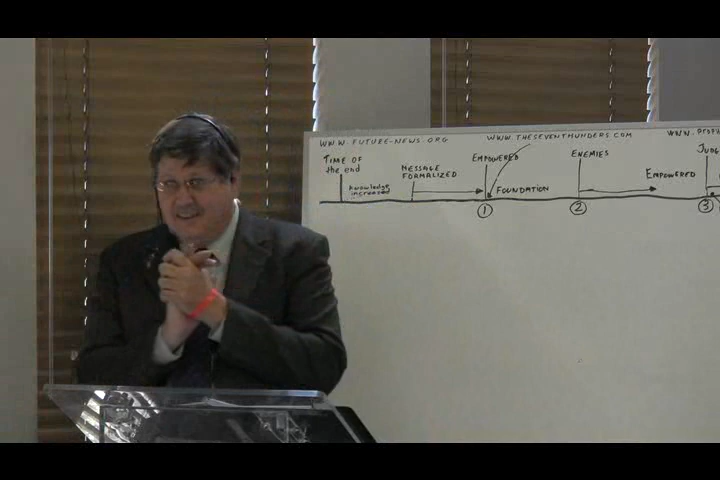 WWW.FUTURE-NEWS.ORG WWW.THESEVENTHUNDERS.COM
TIME OF
the end
MESSAGE
FORMALIZED
EMPOWERED
ENEMIES
EMPOWERED
Knowledge
increased
FOUNDATION
1 2 3